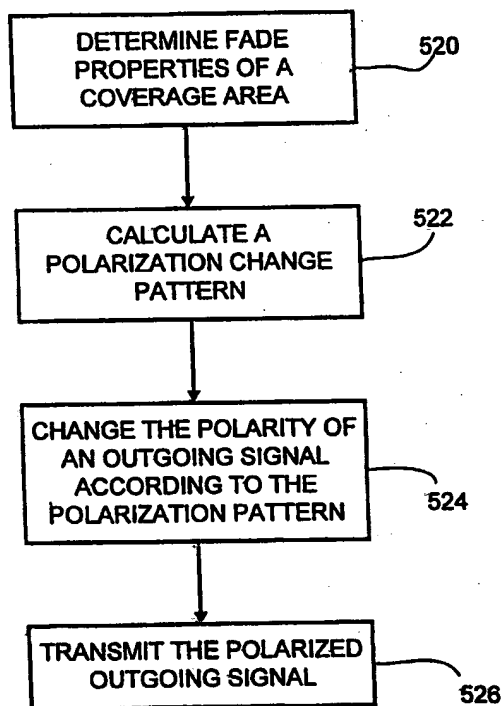 DETERMINE FADE
PROPERTIES OF A
COVERAGE AREA
520
CALCULATE A
POLARIZATION CHANGE
PATTERN
522
CHANGE THE POLARITY OF
AN OUTGOING SIGNAL
ACCORDING TO THE
POLARIZATION PATTERN
524
TRANSMIT THE POLARIZED
OUTGOING SIGNAL
526